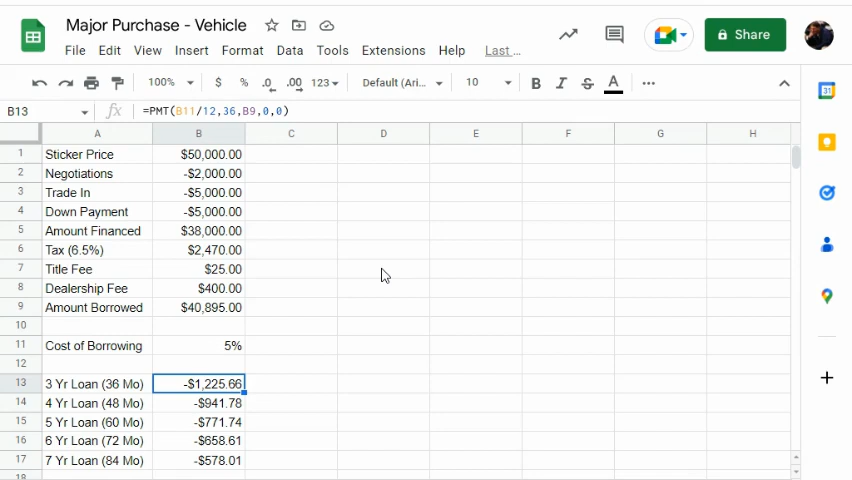 Major Purchase - Vehicle
File Edit View Insert Format Data Tools Extensions Help Last ...
Share
100% $ % .0 .00 123 Default (Ari... 10 B I S A
B13 fx =PMT(B11/12,36,B9,0,0)
A B C D E F G H
1 Sticker Price $50,000.00
2 Negotiations -$2,000.00
3 Trade In -$5,000.00
4 Down Payment -$5,000.00
5 Amount Financed $38,000.00
6 Tax (6.5%) $2,470.00
7 Title Fee $25.00
8 Dealership Fee $400.00
9 Amount Borrowed $40,895.00
10
11 Cost of Borrowing 5%
12
13 3 Yr Loan (36 Mo) -$1,225.66
14 4 Yr Loan (48 Mo) -$941.78
15 5 Yr Loan (60 Mo) -$771.74
16 6 Yr Loan (72 Mo) -$658.61
17 7 Yr Loan (84 Mo) -$578.01
18
31